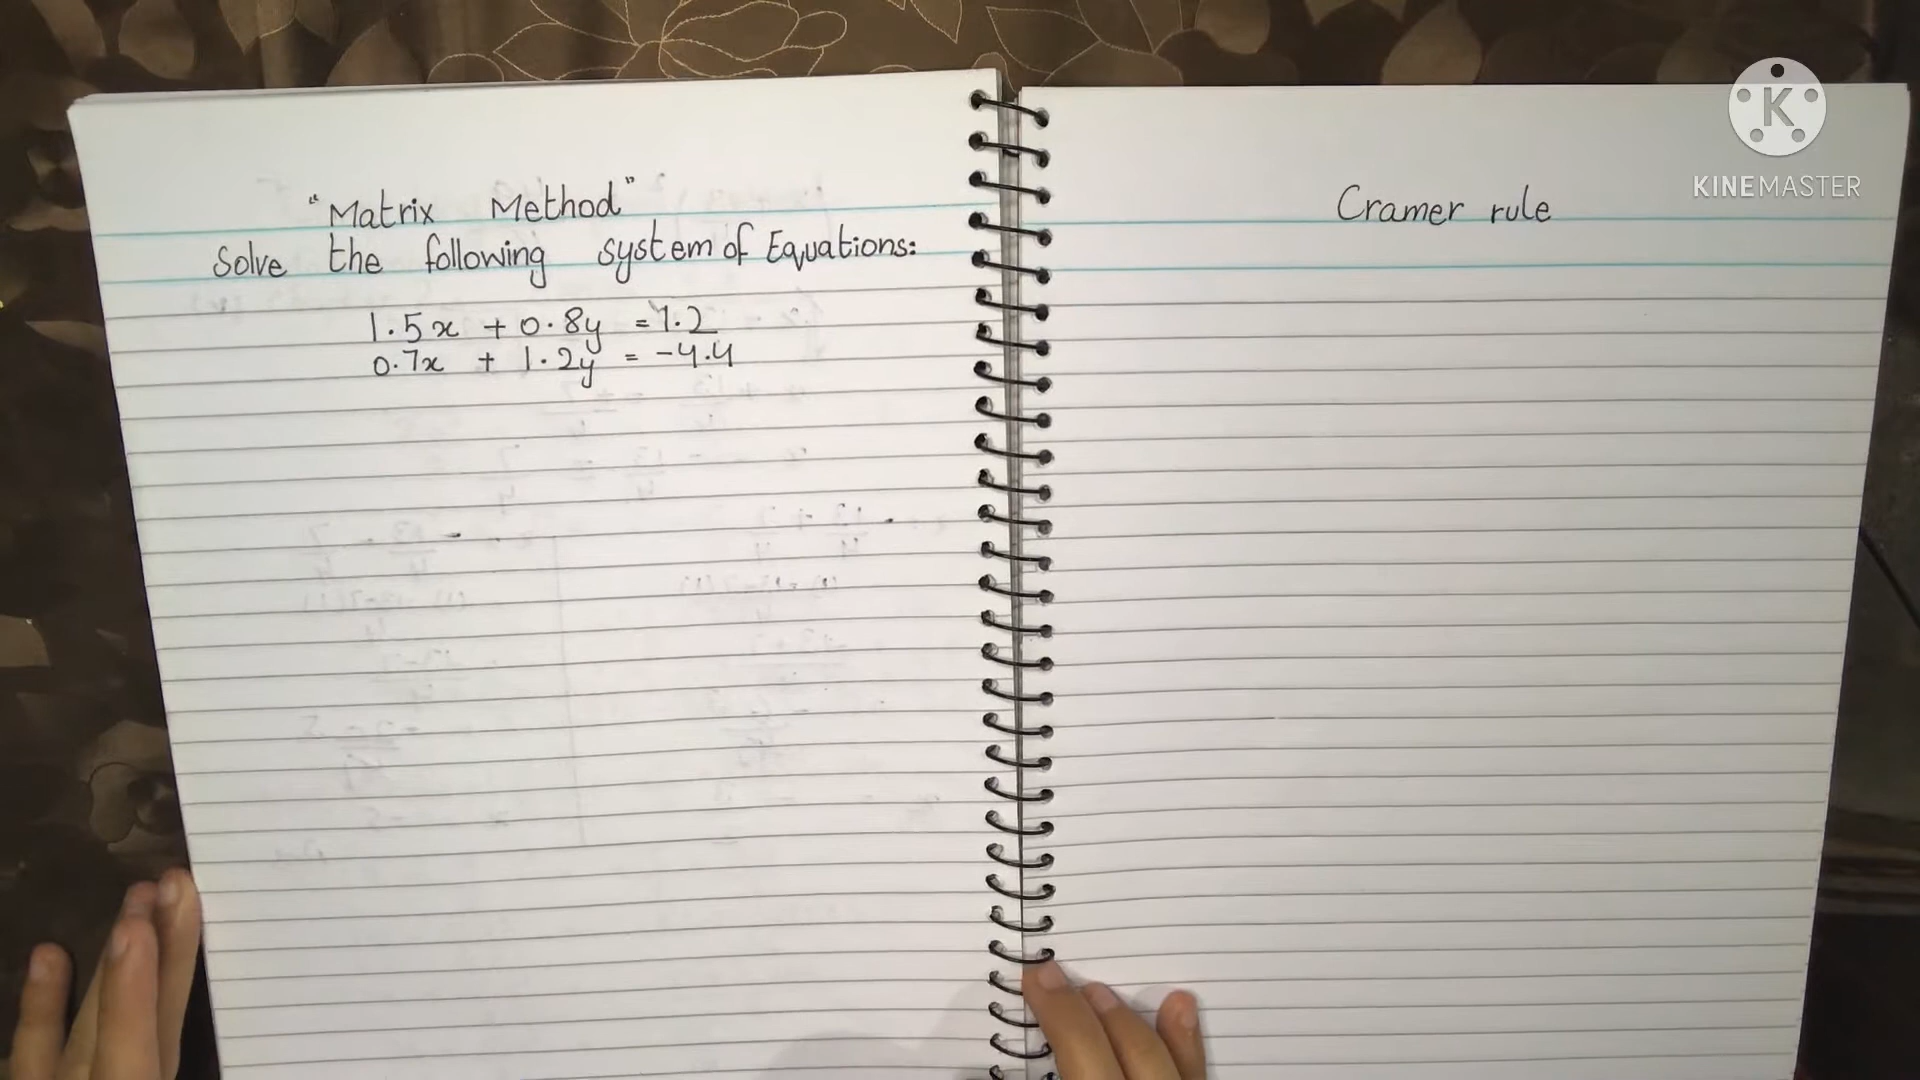 "Matrix Method"
Solve the following system of Equations:
1.5x + 0.8y = 1.2
0.7x + 1.2y = -4.4
Cramer rule
K
KINEMASTER